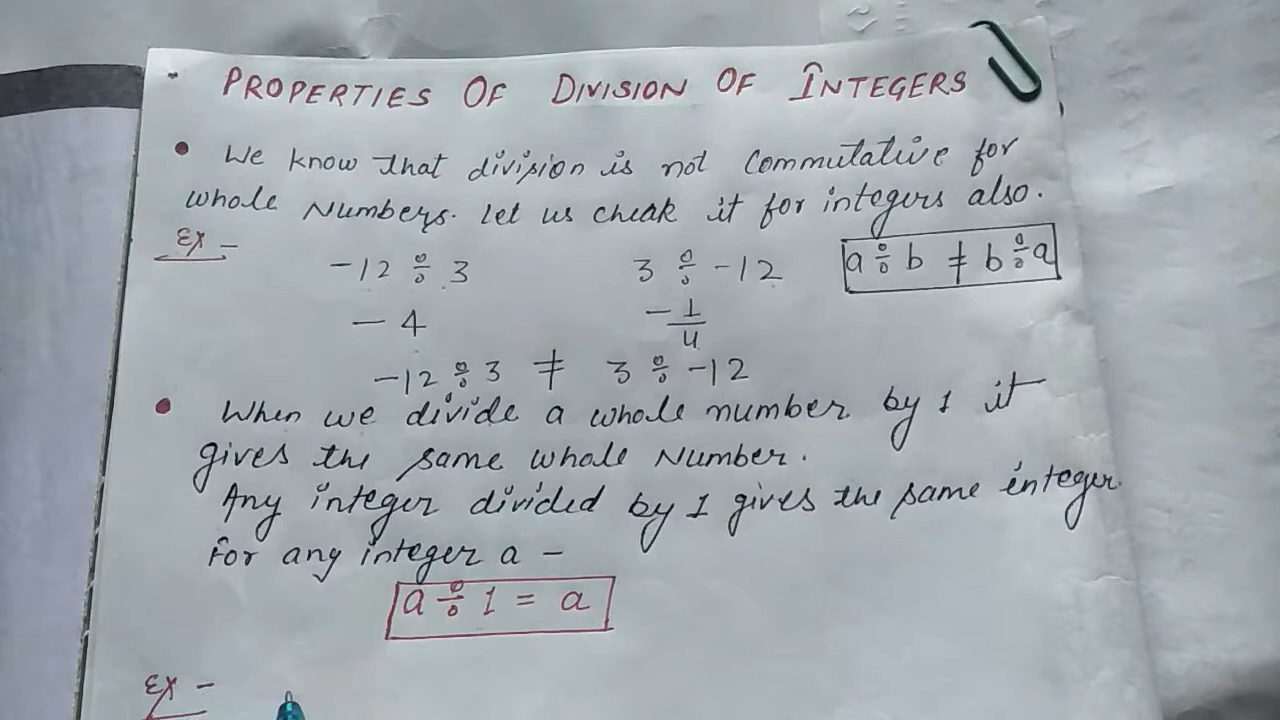 PROPERTIES OF DIVISION OF INTEGERS
• We know that division is not commutative for
whole Numbers. Let us cheak it for integers also.
Ex -
-12 ÷ 3    3 ÷ -12    a ÷ b ≠ b ÷ a
- 4    - 1/4
-12 ÷ 3 ≠ 3 ÷ -12
• When we divide a whole number by 1 it
gives the same whole Number.
Any integer divided by 1 gives the same integer
For any integer a -
a ÷ 1 = a
Ex -